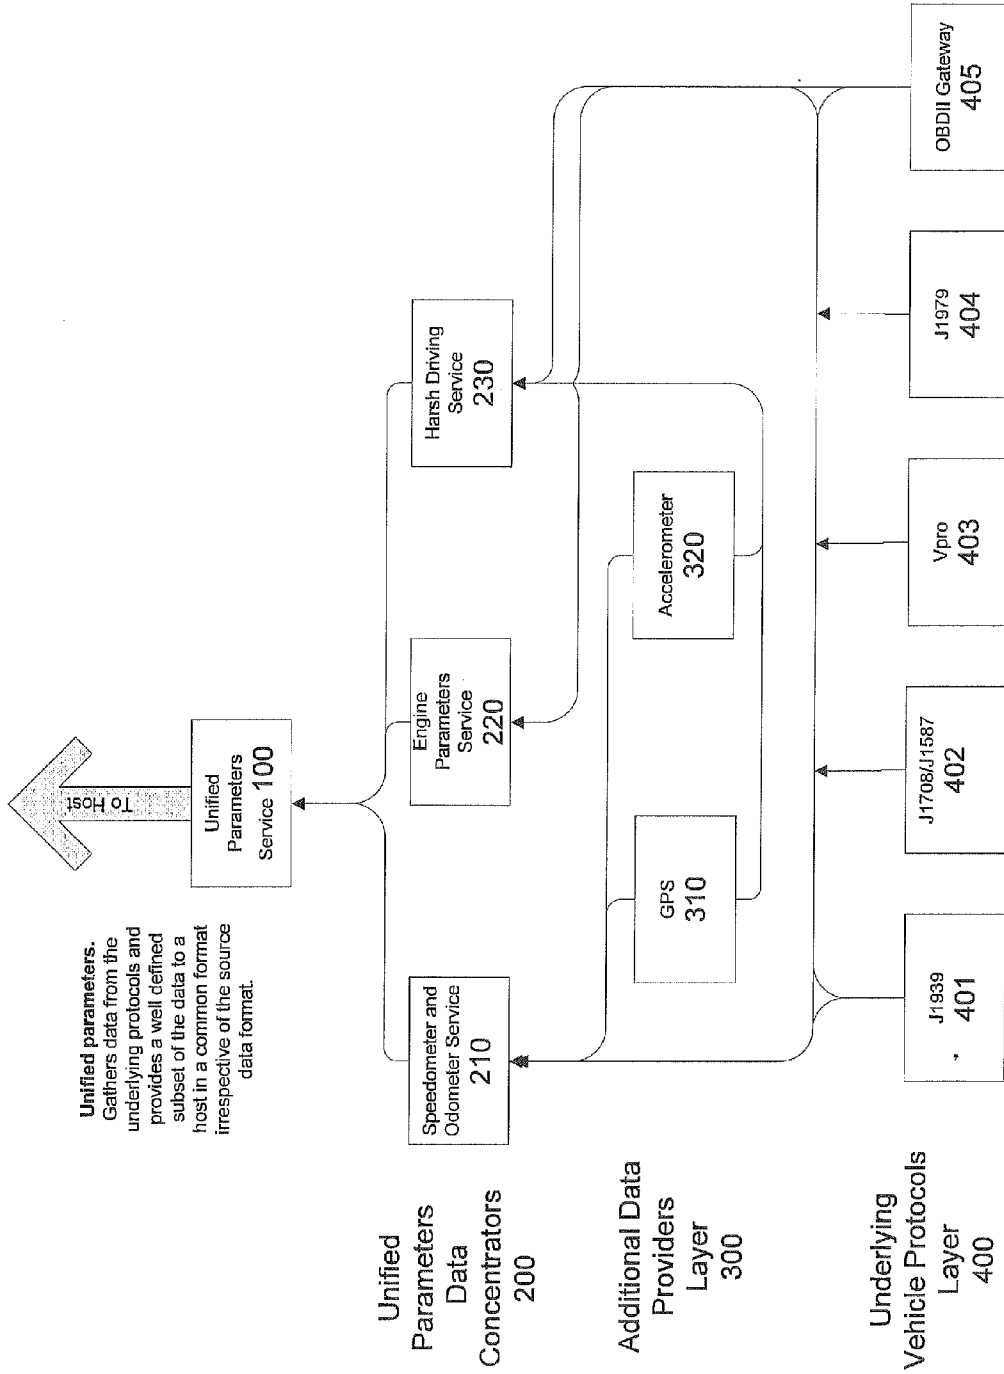 To Host
Unified parameters.
Gathers data from the
underlying protocols and
provides a well defined
subset of the data to a
host in a common format
irrespective of the source
data format.
Unified
Parameters
Service 100
Unified
Parameters
Data
Concentrators
200
Speedometer and
Odometer Service
210
Engine
Parameters
Service
220
Harsh Driving
Service
230
Additional Data
Providers
Layer
300
GPS
310
Accelerometer
320
Underlying
Vehicle Protocols
Layer
400
J1939
401
J1708/J1587
402
Vpro
403
J1979
404
OBDII Gateway
405